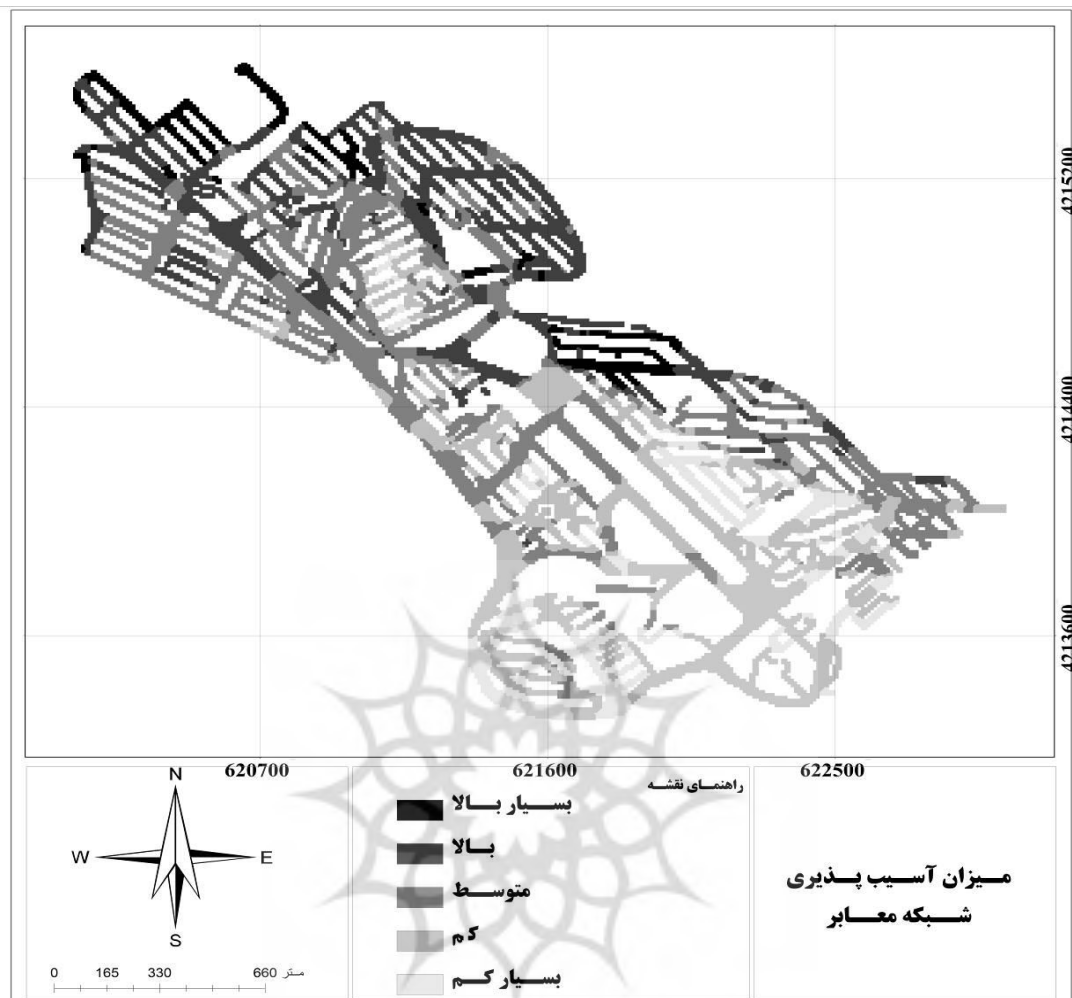 4215200
4214400
4213600
620700
621600
622500
N
W
E
S
0 165 330 660 متر
راهنمای نقشه
بسیار بالا
بالا
متوسط
کم
بسیار کم
میزان آسیب پذیری
شبکه معابر